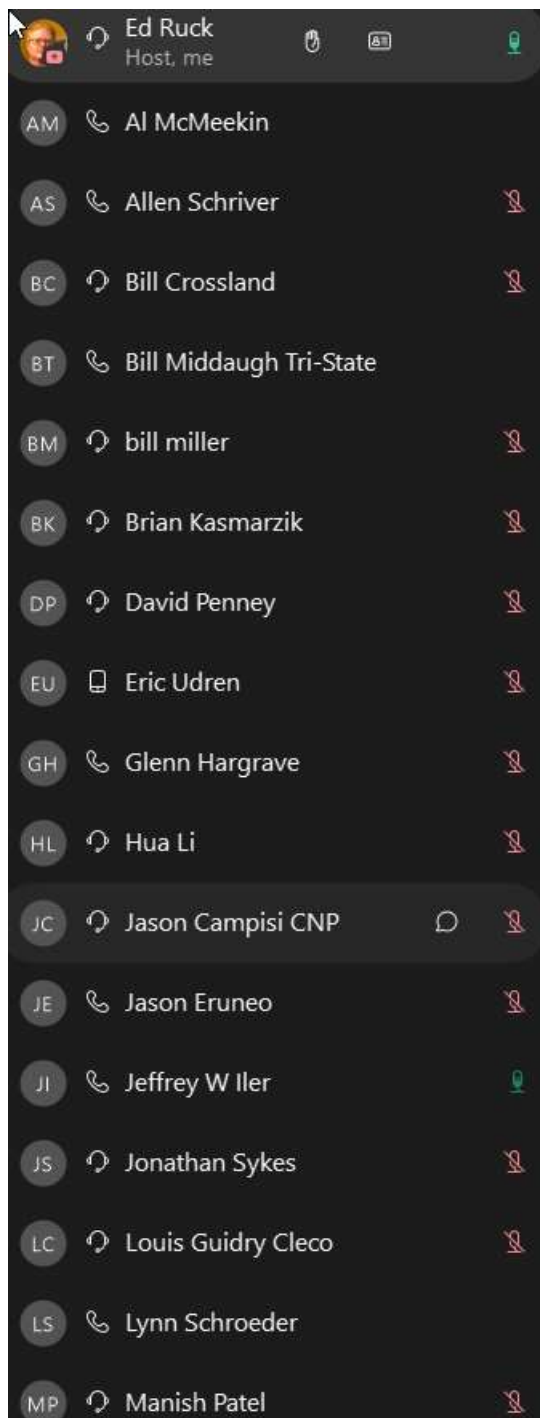 Ed Ruck
Host, me
AM Al McMeekin
AS Allen Schriver
BC Bill Crossland
BT Bill Middaugh Tri-State
BM bill miller
BK Brian Kasmarzik
DP David Penney
EU Eric Udren
GH Glenn Hargrave
HL Hua Li
JC Jason Campisi CNP
JE Jason Eruneo
JI Jeffrey W Iler
JS Jonathan Sykes
LC Louis Guidry Cleco
LS Lynn Schroeder
MP Manish Patel